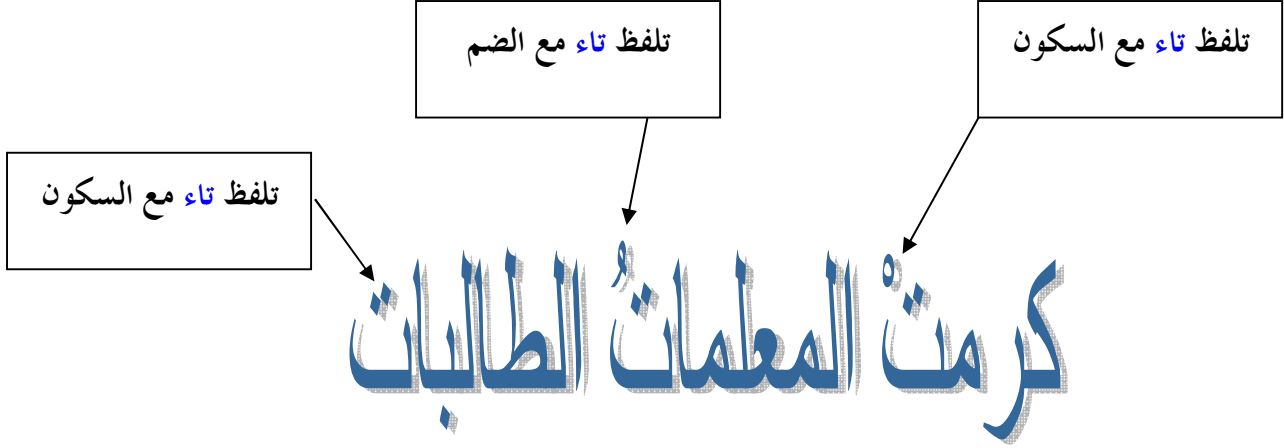 تلفظ تاء مع السكون
تلفظ تاء مع الضم
تلفظ تاء مع السكون
كرمتْ المعلماتُ الطالبات